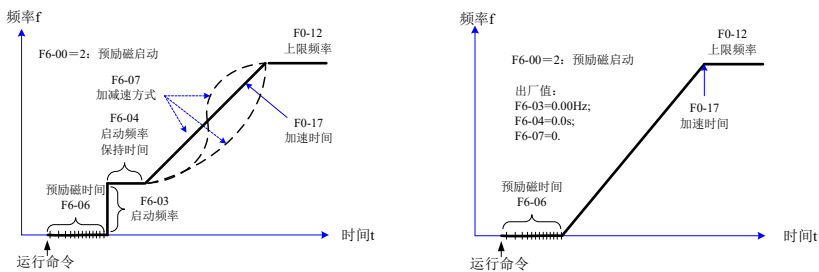 频率f
F0-12
上限频率
F6-00＝2：预励磁启动
F6-07
加减速方式
F6-04
启动频率
保持时间
F0-17
加速时间
预励磁时间
F6-06
F6-03
启动频率
时间t
运行命令
频率f
F0-12
上限频率
F6-00＝2：预励磁启动
出厂值：
F6-03=0.00Hz;
F6-04=0.0s;
F6-07=0.
F0-17
加速时间
预励磁时间
F6-06
时间t
运行命令